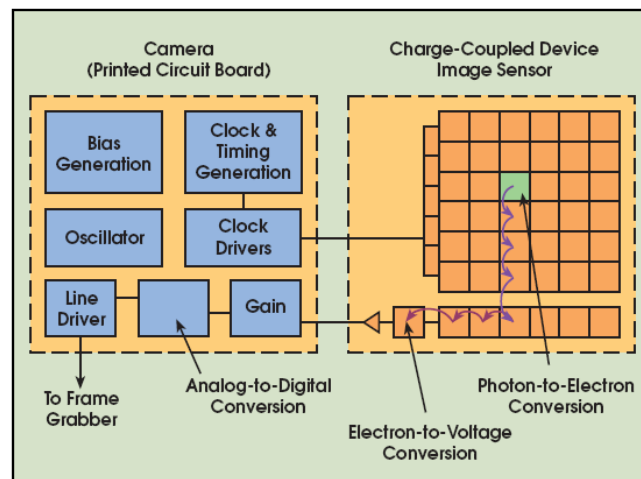 Camera
(Printed Circuit Board)
Charge-Coupled Device
Image Sensor
Bias
Generation
Clock &
Timing
Generation
Oscillator
Clock
Drivers
Line
Driver
Gain
To Frame
Grabber
Analog-to-Digital
Conversion
Photon-to-Electron
Conversion
Electron-to-Voltage
Conversion